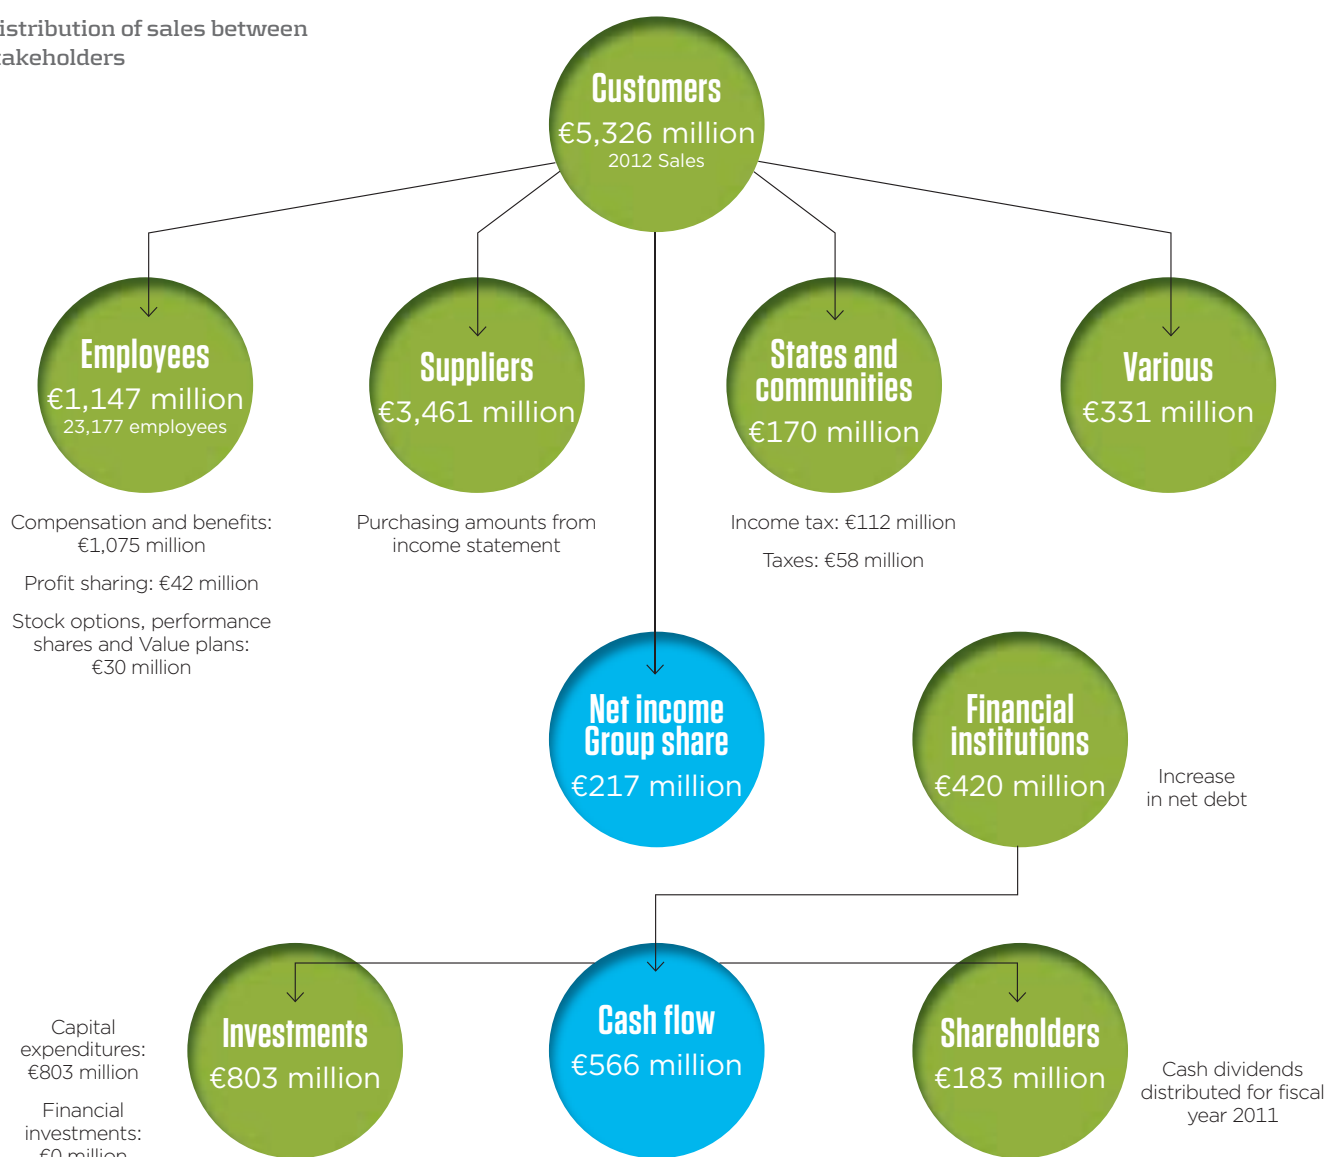 istribution of sales between
takeholders
Customers
€5,326 million
2012 Sales
Employees
€1,147 million
23,177 employees
Suppliers
€3,461 million
States and
communities
€170 million
Various
€331 million
Compensation and benefits:
€1,075 million
Profit sharing: €42 million
Stock options, performance
shares and Value plans:
€30 million
Purchasing amounts from
income statement
Income tax: €112 million
Taxes: €58 million
Net income
Group share
€217 million
Financial
institutions
€420 million
Increase
in net debt
Capital
expenditures:
€803 million
Financial
investments:
€0 million
Investments
€803 million
Cash flow
€566 million
Shareholders
€183 million
Cash dividends
distributed for fiscal
year 2011